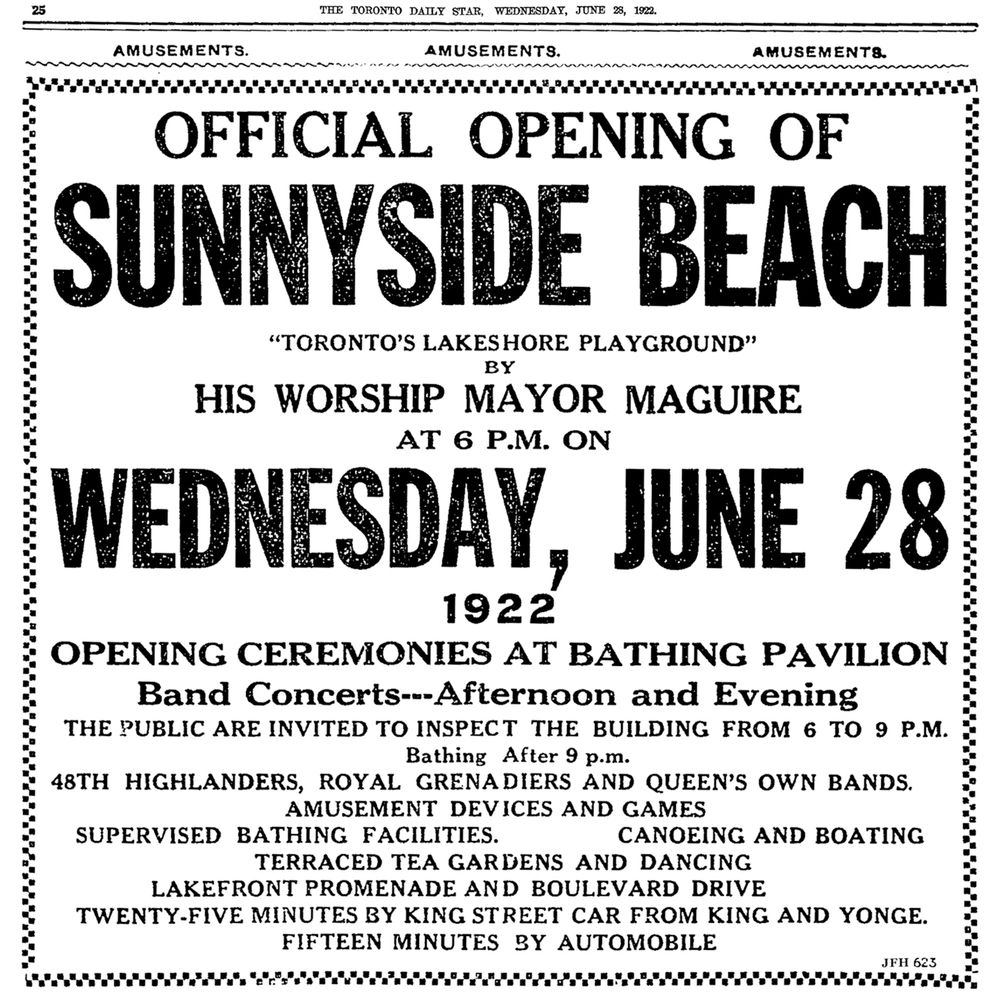 25
THE TORONTO DAILY STAR, WEDNESDAY, JUNE 28, 1922.
AMUSEMENTS. AMUSEMENTS. AMUSEMENTS.
OFFICIAL OPENING OF
SUNNYSIDE BEACH
“TORONTO’S LAKESHORE PLAYGROUND”
BY
HIS WORSHIP MAYOR MAGUIRE
AT 6 P.M. ON
WEDNESDAY, JUNE 28
1922
OPENING CEREMONIES AT BATHING PAVILION
Band Concerts---Afternoon and Evening
THE PUBLIC ARE INVITED TO INSPECT THE BUILDING FROM 6 TO 9 P.M.
Bathing After 9 p.m.
48TH HIGHLANDERS, ROYAL GRENADIERS AND QUEEN’S OWN BANDS.
AMUSEMENT DEVICES AND GAMES
SUPERVISED BATHING FACILITIES. CANOEING AND BOATING
TERRACED TEA GARDENS AND DANCING
LAKEFRONT PROMENADE AND BOULEVARD DRIVE
TWENTY-FIVE MINUTES BY KING STREET CAR FROM KING AND YONGE.
FIFTEEN MINUTES BY AUTOMOBILE
JFH 623